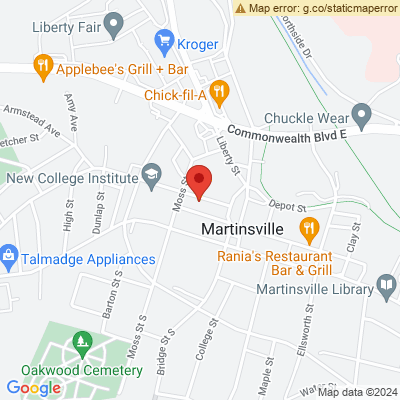 Map error: g.co/staticmaperror
Liberty Fair
Kroger
Northside Dr
Applebee's Grill + Bar
Chick-fil-A
Armstead Ave
Amy Ave
Chuckle Wear
Commonwealth Blvd E
Fletcher St
Liberty St
New College Institute
Moss St
Depot St
High St
Dunlap St
Martinsville
Clay St
Talmadge Appliances
Rania's Restaurant
Bar & Grill
Barton St S
Martinsville Library
Moss St S
Bridge St S
College St
Ellsworth St
Oakwood Cemetery
Maple St
Water St
Google
Map data ©2024